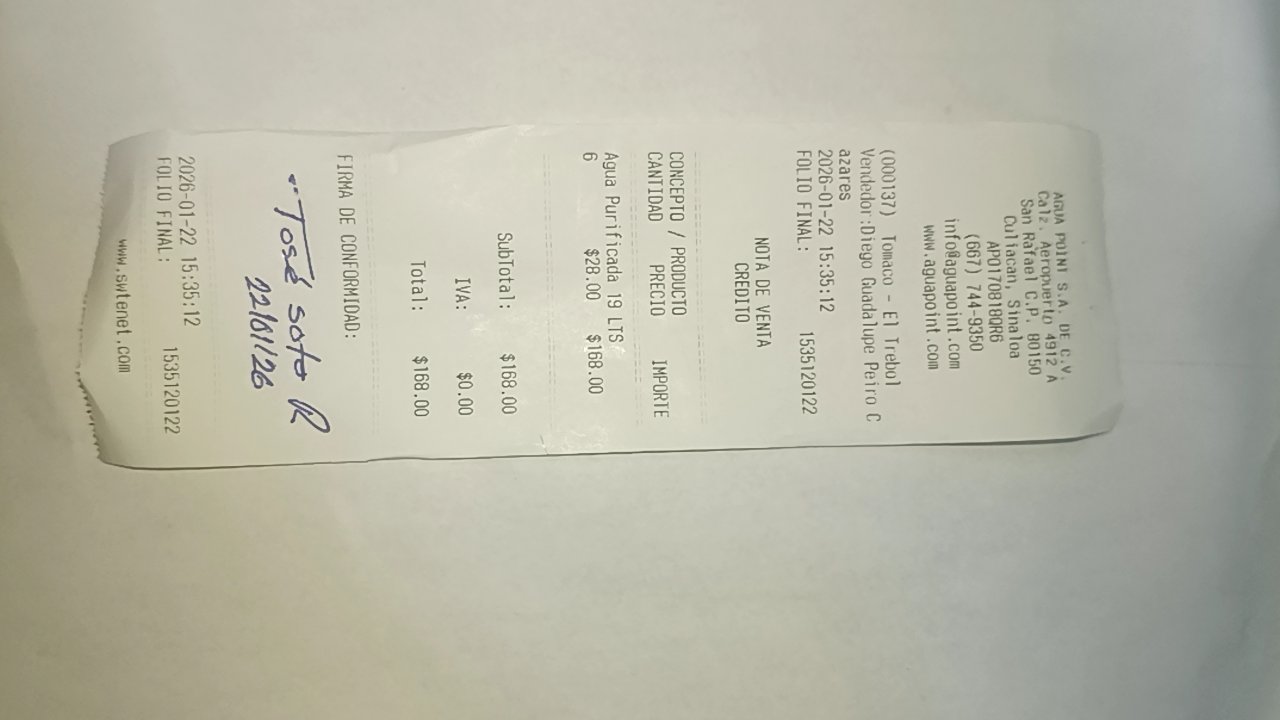 AGUA POINT S.A. DE C.V.
Calz. Aeropuerto 4912 A
San Rafael C.P. 80150
Culiacan, Sinaloa
APO170818QR6
(667) 744-9350
info@aguapoint.com
www.aguapoint.com
(000137) Tomaco - El Trebol
Vendedor:Diego Guadalupe Peiro C
azares
2026-01-22 15:35:12
FOLIO FINAL: 1535120122
NOTA DE VENTA
CREDITO
CONCEPTO / PRODUCTO
CANTIDAD PRECIO IMPORTE
Agua Purificada 19 LTS
6 $28.00 $168.00
SubTotal: $168.00
IVA: $0.00
Total: $168.00
FIRMA DE CONFORMIDAD:
José Soto R
22/01/26
2026-01-22 15:35:12
FOLIO FINAL: 1535120122
www.swtenet.com